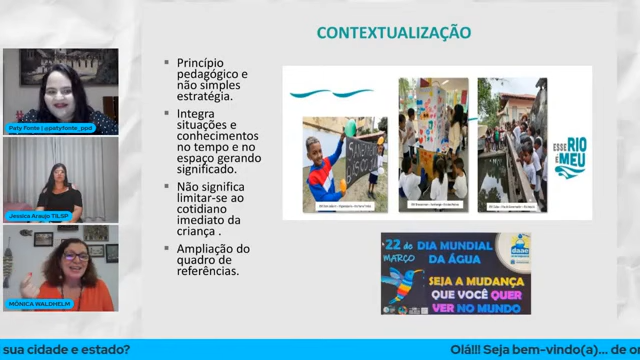 CONTEXTUALIZAÇÃO
Princípio
pedagógico e
não simples
estratégia.
Integra
situações e
conhecimentos
no tempo e no
espaço gerando
significado.
Não significa
limitar-se ao
cotidiano
imediato da
criança .
Ampliação do
quadro de
referências.
Paty Fonte | @patyfonte_ppd
Jessica Araujo TILSP
MÔNICA WALDHELM
ESSE RIO
É MEU
22 de
MARÇO
DIA MUNDIAL
DA ÁGUA
daae
SEJA A MUDANÇA
QUE VOCÊ QUER
VER NO MUNDO
sua cidade e estado?
Olá!!! Seja bem-vindo(a)... de o